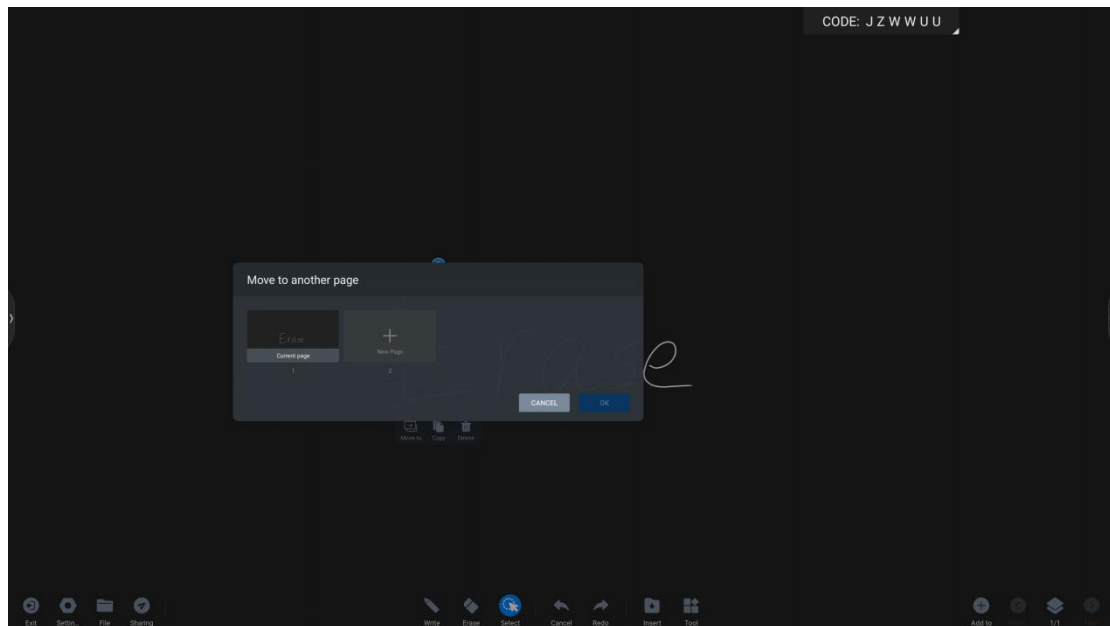 CODE: J Z W W U U
Move to another page
Erase
Current page
New Page
1
2
Erase
CANCEL
OK
Move to
Copy
Delete
Exit
Settin...
File
Sharing
Write
Erase
Select
Cancel
Redo
Insert
Tool
Add to
1/1